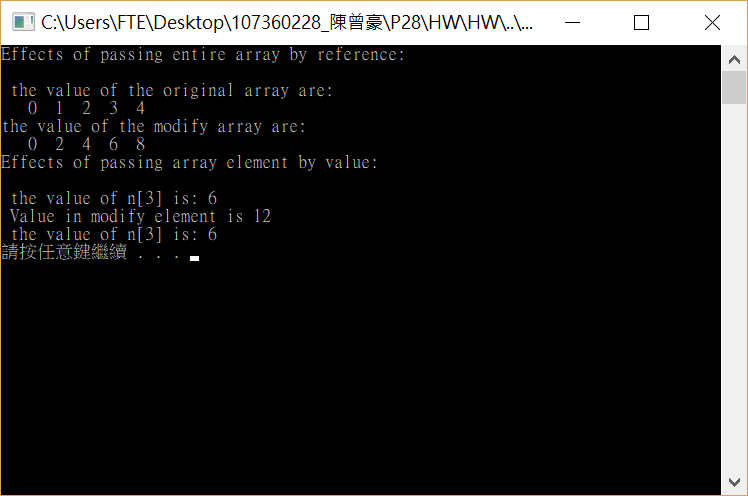 C:\Users\FTE\Desktop\107360228_陳曾豪\P28\HW\HW\..\...
Effects of passing entire array by reference:
the value of the original array are:
0 1 2 3 4
the value of the modify array are:
0 2 4 6 8
Effects of passing array element by value:
the value of n[3] is: 6
Value in modify element is 12
the value of n[3] is: 6
請按任意鍵繼續 . . .